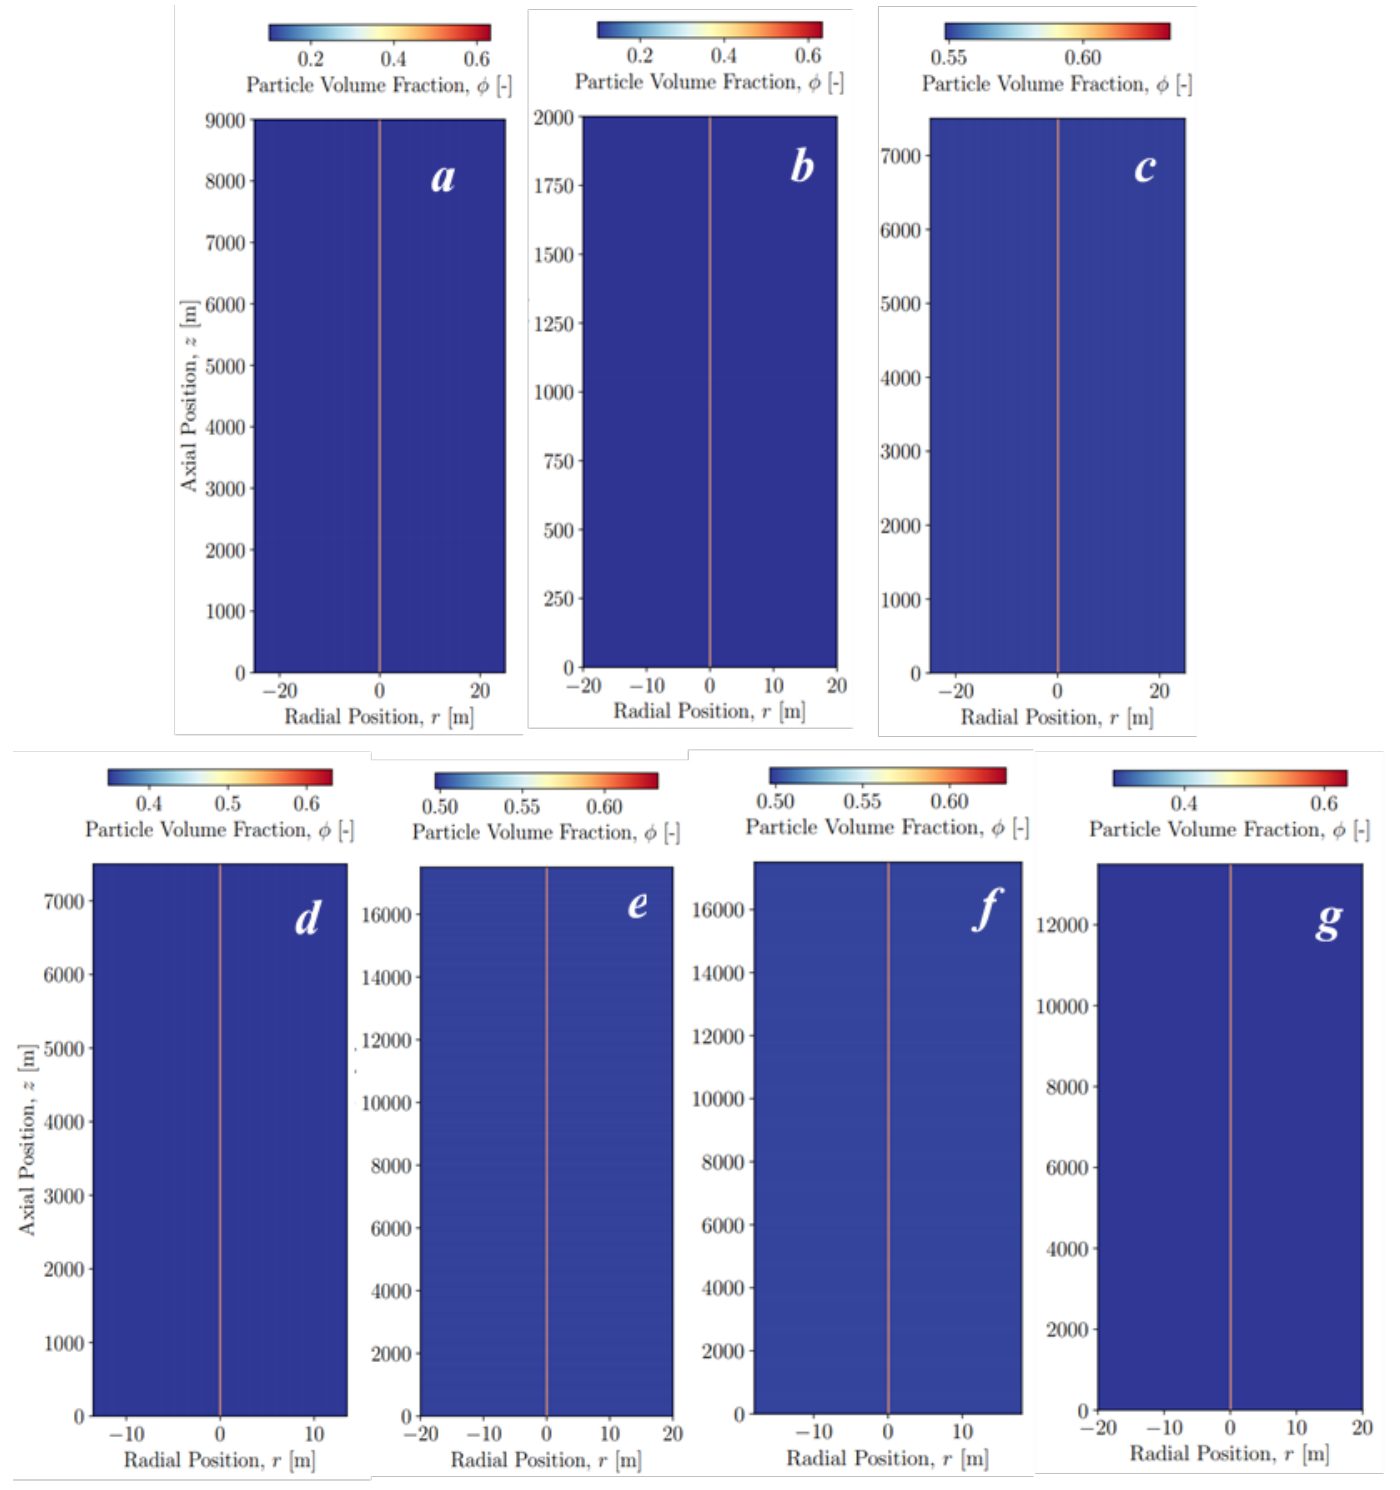 0.2 0.4 0.6
Particle Volume Fraction, ϕ [-]
a
9000
8000
7000
6000
5000
4000
3000
2000
1000
0
Axial Position, z [m]
−20 0 20
Radial Position, r [m]
0.2 0.4 0.6
Particle Volume Fraction, ϕ [-]
b
2000
1750
1500
1250
1000
750
500
250
0
−20 −10 0 10 20
Radial Position, r [m]
0.55 0.60
Particle Volume Fraction, ϕ [-]
c
7000
6000
5000
4000
3000
2000
1000
0
−20 0 20
Radial Position, r [m]
0.4 0.5 0.6
Particle Volume Fraction, ϕ [-]
d
7000
6000
5000
4000
3000
2000
1000
0
Axial Position, z [m]
−10 0 10
Radial Position, r [m]
0.50 0.55 0.60
Particle Volume Fraction, ϕ [-]
e
16000
14000
12000
10000
8000
6000
4000
2000
0
−20 −10 0 10 20
Radial Position, r [m]
0.50 0.55 0.60
Particle Volume Fraction, ϕ [-]
f
16000
14000
12000
10000
8000
6000
4000
2000
0
−10 0 10
Radial Position, r [m]
0.4 0.6
Particle Volume Fraction, ϕ [-]
g
12000
10000
8000
6000
4000
2000
0
−20 −10 0 10 20
Radial Position, r [m]